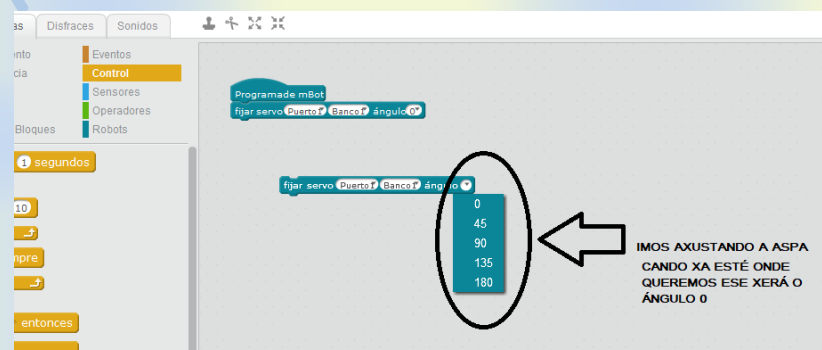 as Disfraces Sonidos
ento Eventos
cia Control
Sensores
Operadores
Bloques Robots
1 segundos
10
mpre
entonces
Programade mBot
fijar servo Puerto1 Banco1 ángulo 0
fijar servo Puerto1 Banco1 ángulo
0
45
90
135
180
IMOS AXUSTANDO A ASPA
CANDO XA ESTÉ ONDE
QUEREMOS ESE XERÁ O
ÁNGULO 0